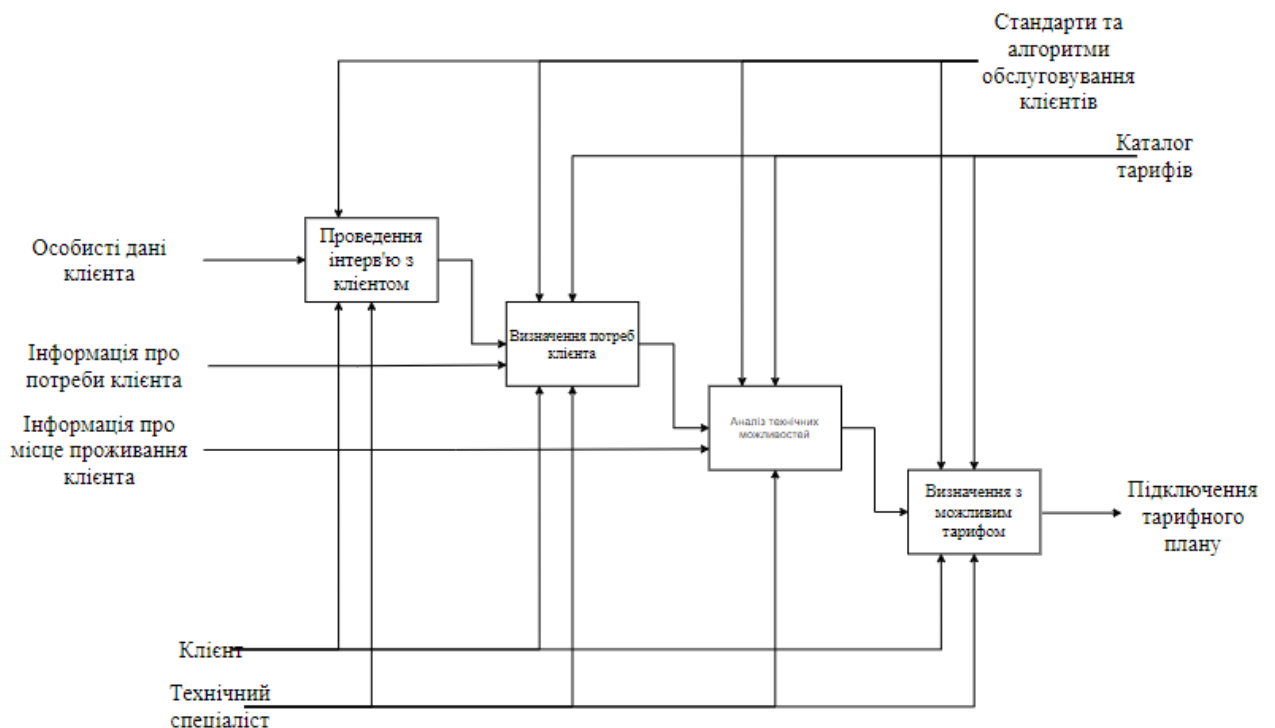 Стандарти та
алгоритми
обслуговування
клієнтів
Каталог
тарифів
Особисті дані
клієнта
Проведення
інтерв'ю з
клієнтом
Інформація про
потреби клієнта
Визначення потреб
клієнта
Інформація про
місце проживання
клієнта
Аналіз технічних
можливостей
Визначення з
можливим
тарифом
Підключення
тарифного
плану
Клієнт
Технічний
спеціаліст